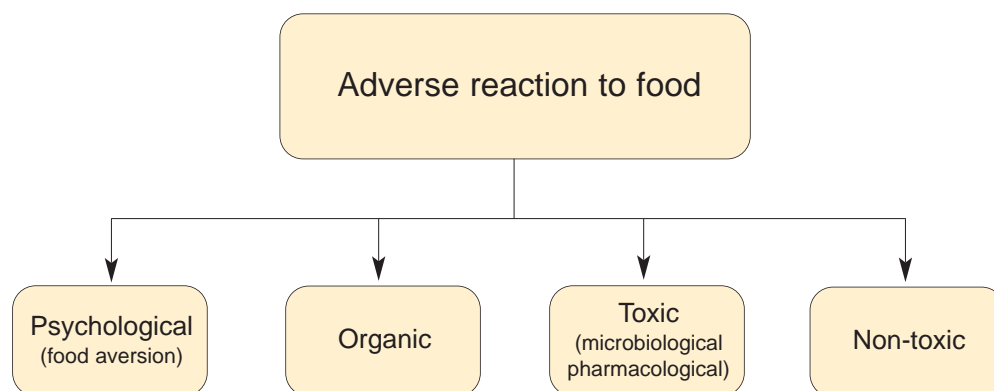 Adverse reaction to food
Psychological
(food aversion)
Organic
Toxic
(microbiological
pharmacological)
Non-toxic